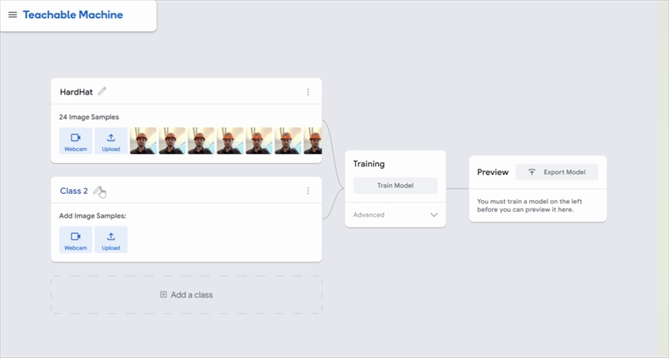 Teachable Machine
HardHat
24 Image Samples
Webcam
Upload
Class 2
Add Image Samples:
Webcam
Upload
Add a class
Training
Train Model
Advanced
Preview
Export Model
You must train a model on the left
before you can preview it here.